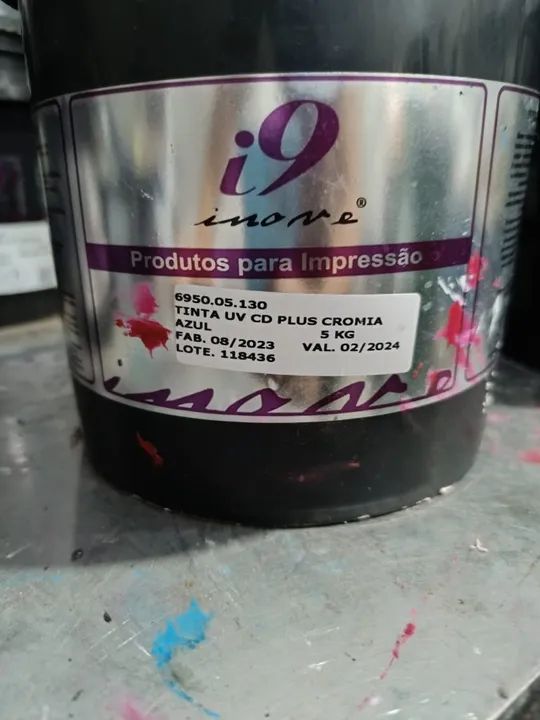 i9
inove®
Produtos para Impressão
6950.05.130
TINTA UV CD PLUS CROMIA
AZUL 5 KG
FAB. 08/2023 VAL. 02/2024
LOTE. 118436
inove